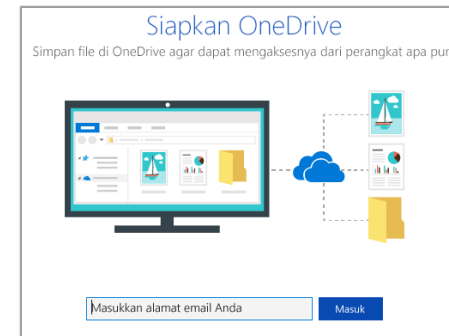 Siapkan OneDrive
Simpan file di OneDrive agar dapat mengaksesnya dari perangkat apa pun
Masukkan alamat email Anda
Masuk